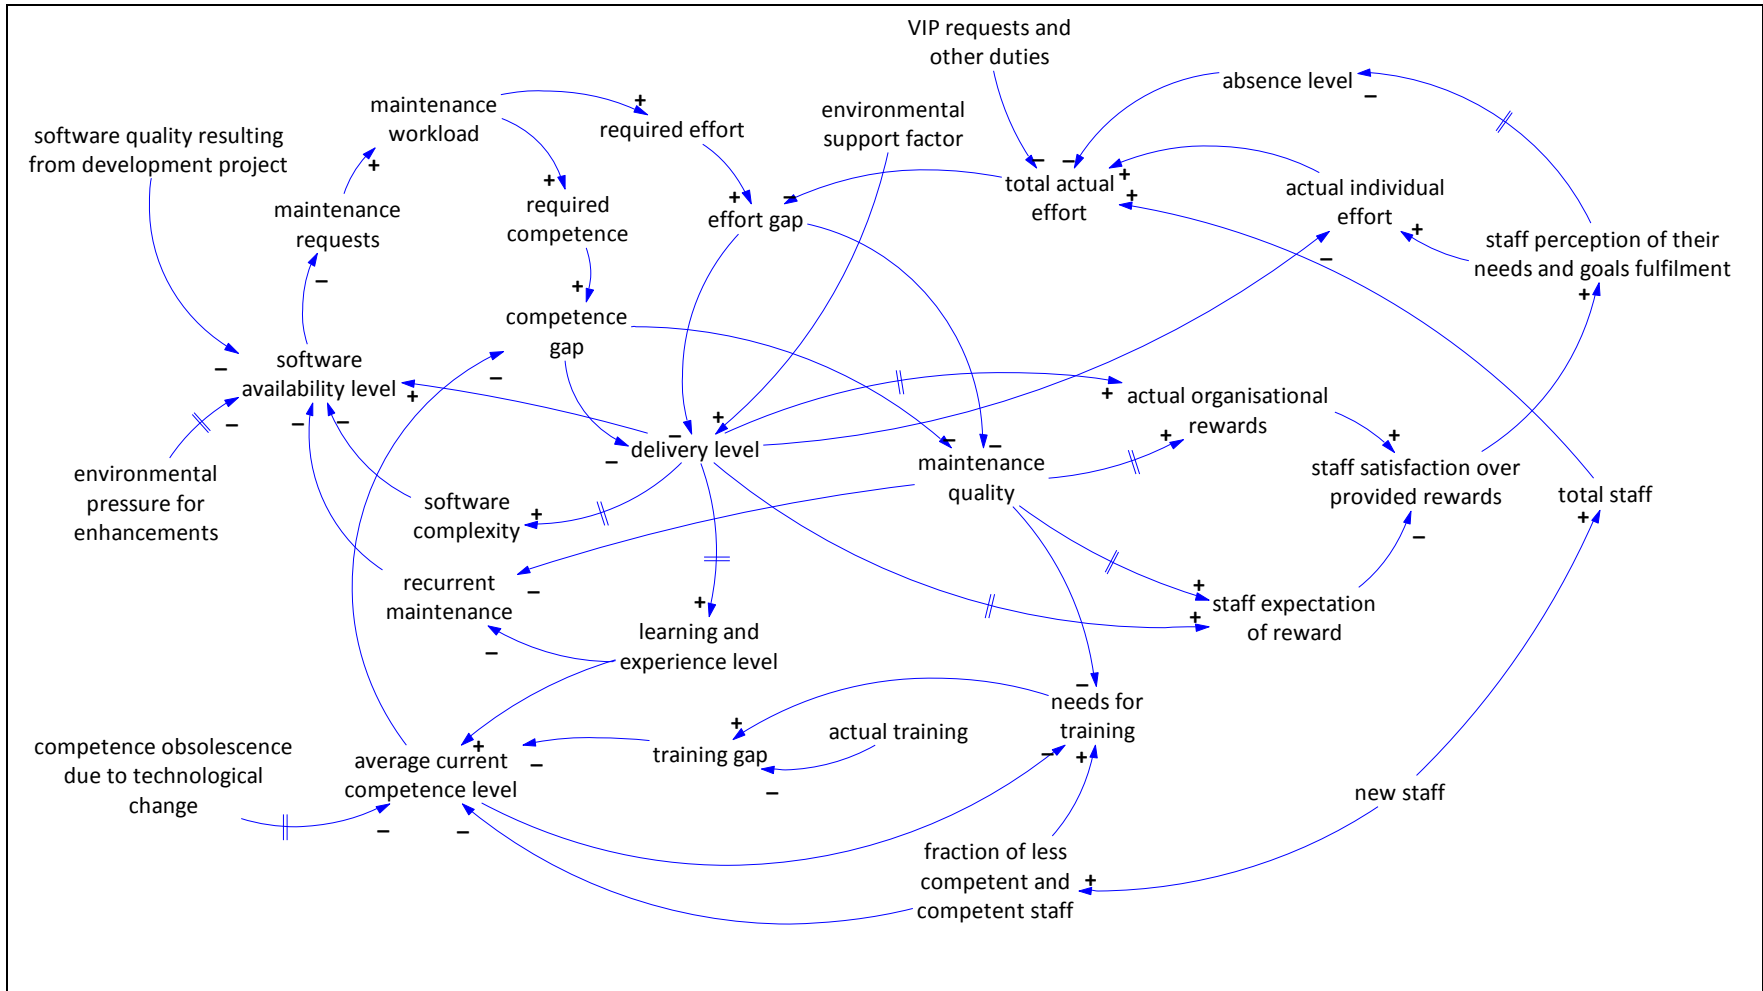 VIP requests and
other duties
absence level
maintenance
workload
required effort
environmental
support factor
software quality resulting
from development project
maintenance
requests
required
competence
effort gap
total actual
effort
actual individual
effort
staff perception of their
needs and goals fulfilment
competence
gap
software
availability level
delivery level
actual organisational
rewards
maintenance
quality
staff satisfaction over
provided rewards
total staff
environmental
pressure for
enhancements
software
complexity
recurrent
maintenance
learning and
experience level
staff expectation
of reward
needs for
training
actual training
training gap
competence obsolescence
due to technological
change
average current
competence level
new staff
fraction of less
competent and
competent staff